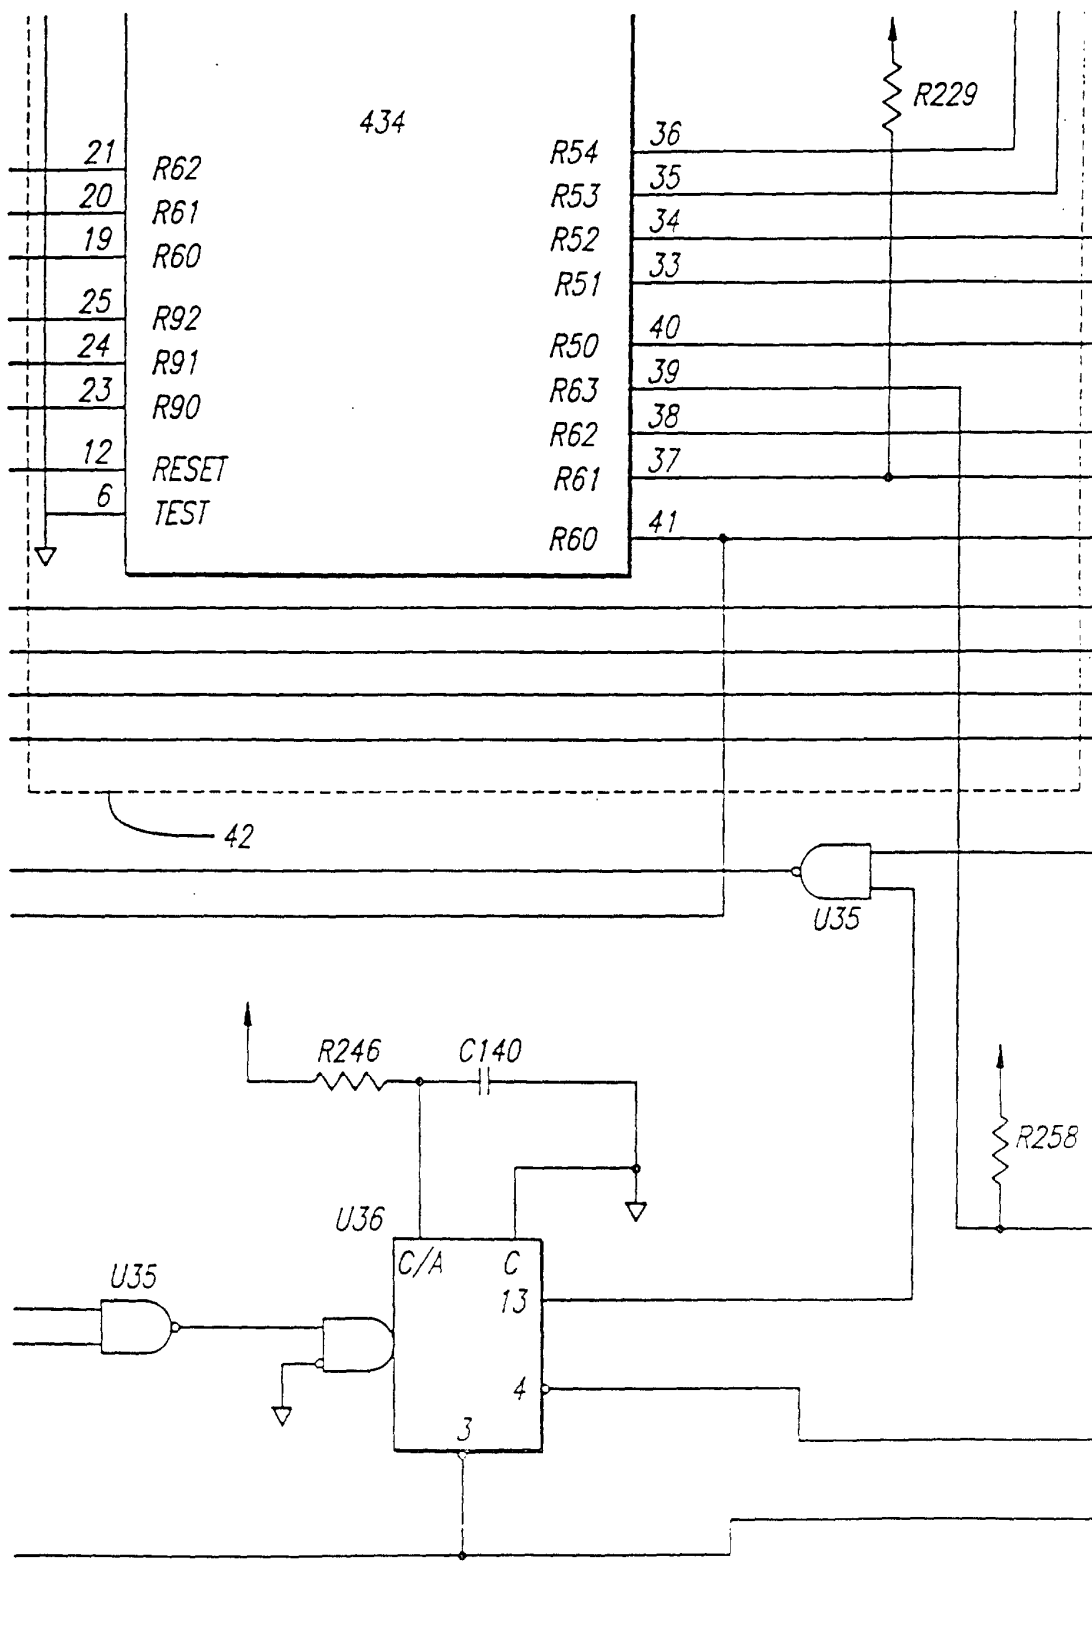 434
R229
21 R62
20 R61
19 R60
25 R92
24 R91
23 R90
12 RESET
6 TEST
R54 36
R53 35
R52 34
R51 33
R50 40
R63 39
R62 38
R61 37
R60 41
42
U35
R246 C140
R258
U36
C/A C
13
4
3
U35